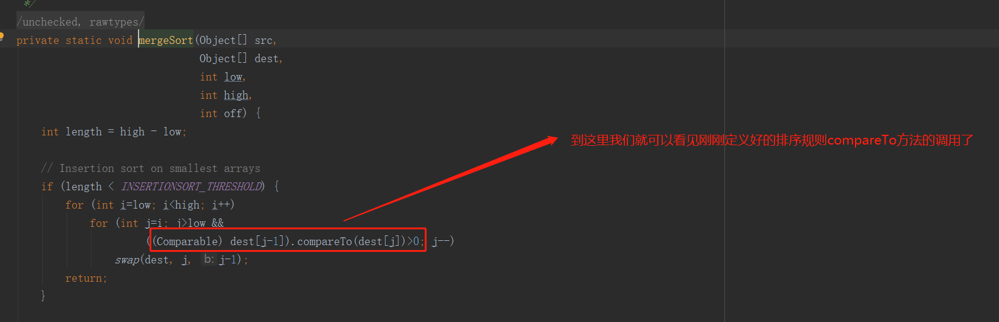 */
/unchecked, rawtypes/
private static void mergeSort(Object[] src,
Object[] dest,
int low,
int high,
int off) {
int length = high - low;
到这里我们就可以看见刚刚定义好的排序规则compareTo方法的调用了
// Insertion sort on smallest arrays
if (length < INSERTIONSORT_THRESHOLD) {
for (int i=low; i<high; i++)
for (int j=i; j>low &&
((Comparable) dest[j-1]).compareTo(dest[j])>0; j--)
swap(dest, j, b: j-1);
return;
}